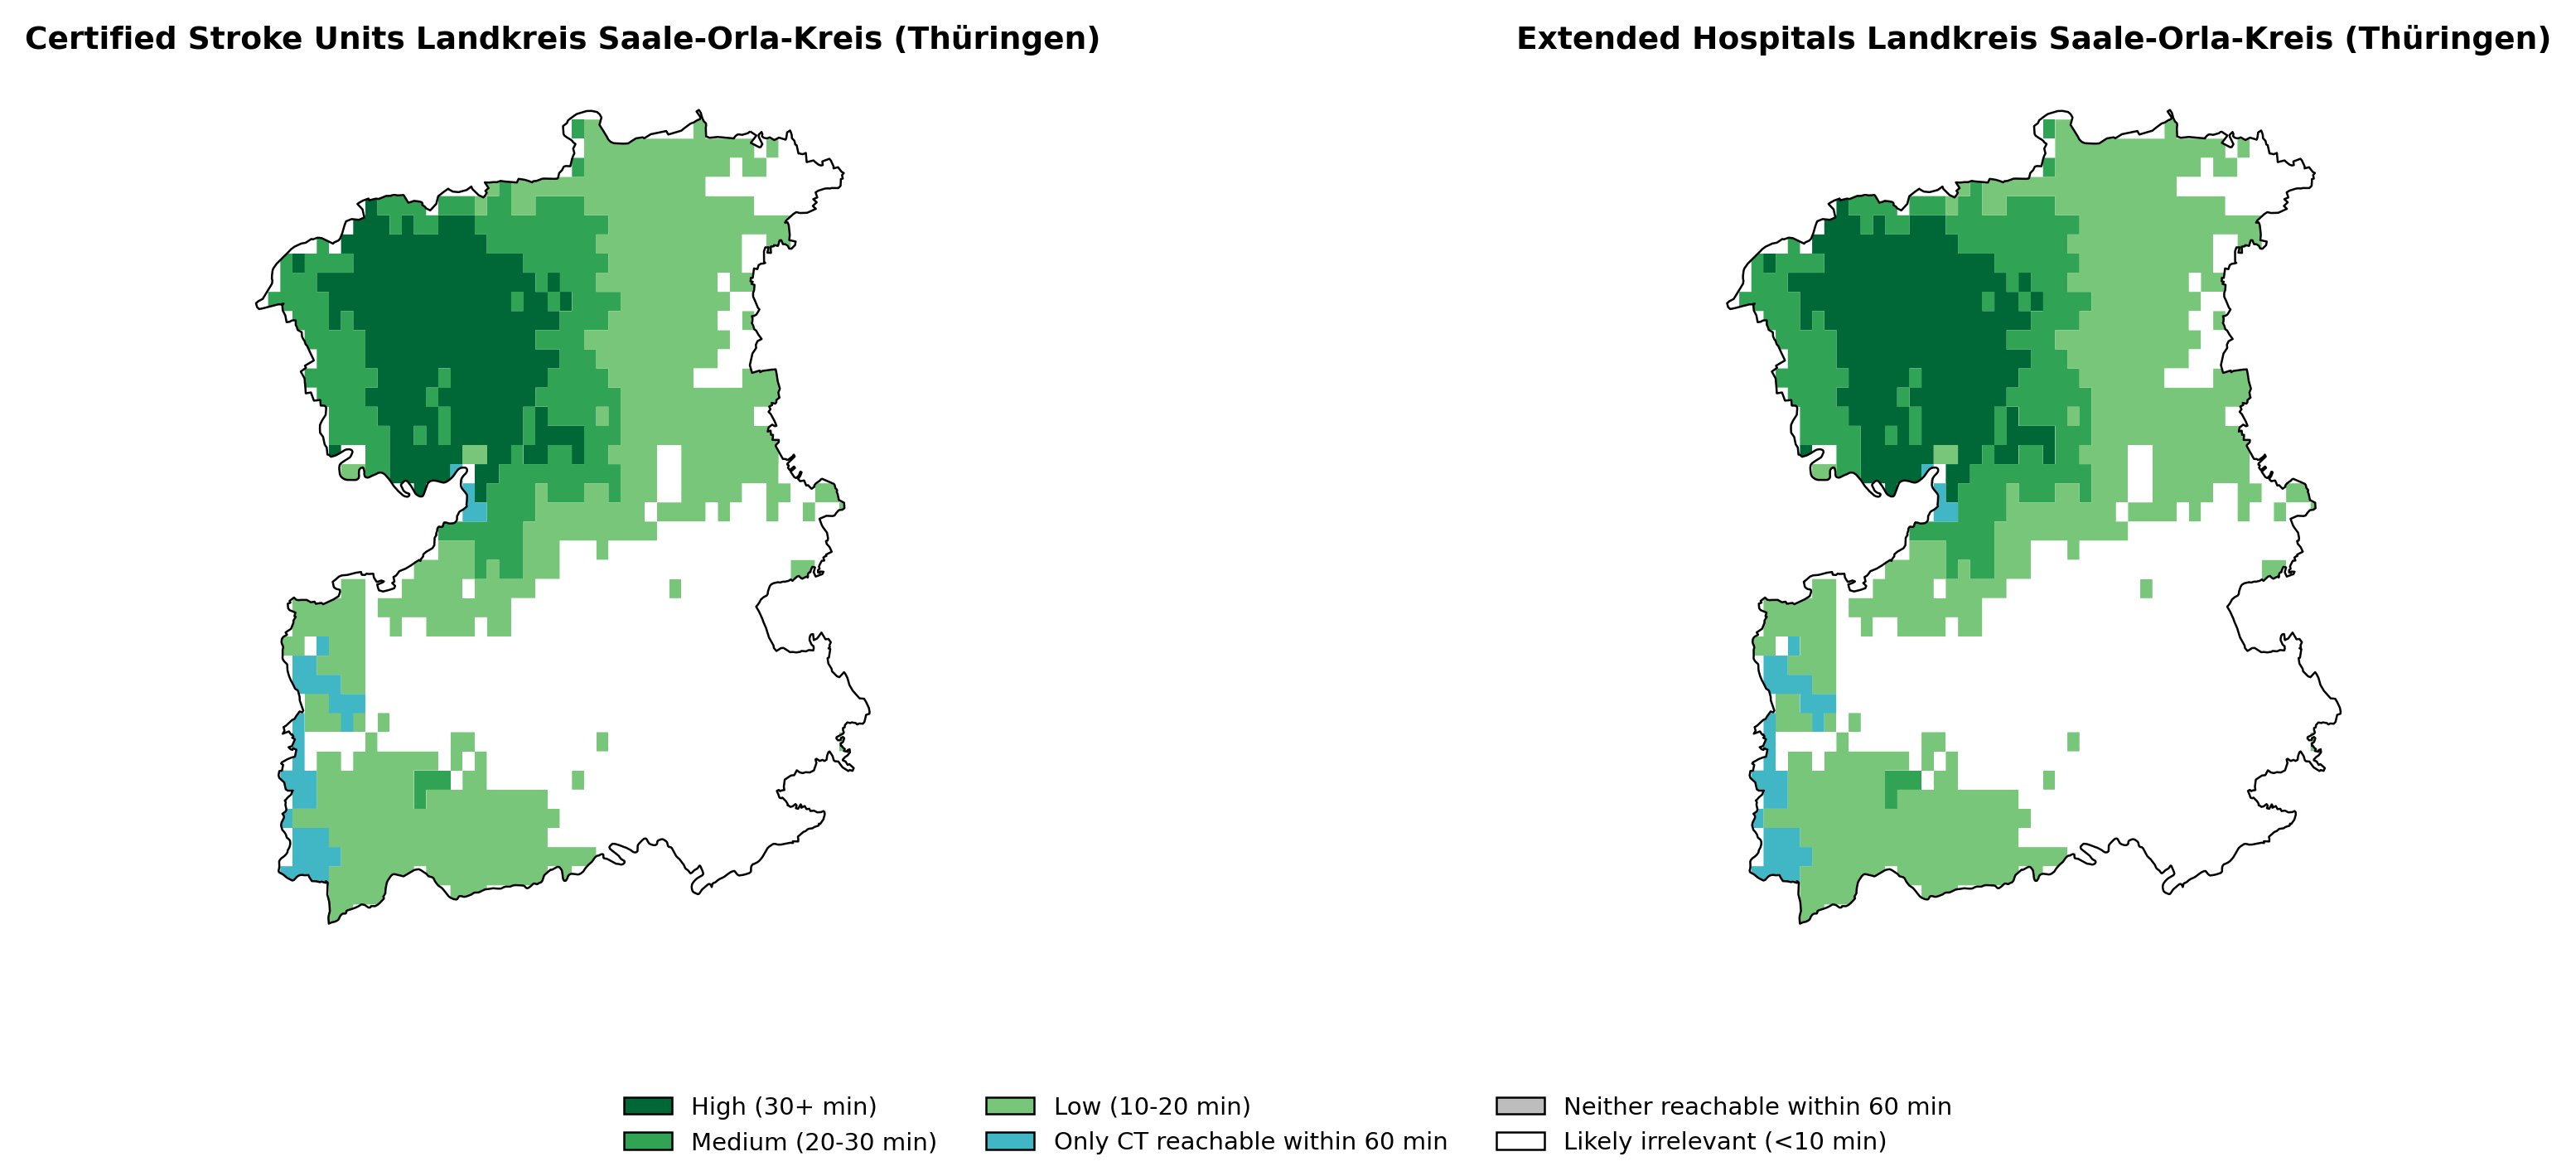 Certified Stroke Units Landkreis Saale-Orla-Kreis (Thüringen)
Extended Hospitals Landkreis Saale-Orla-Kreis (Thüringen)
High (30+ min)
Medium (20-30 min)
Low (10-20 min)
Only CT reachable within 60 min
Neither reachable within 60 min
Likely irrelevant (<10 min)